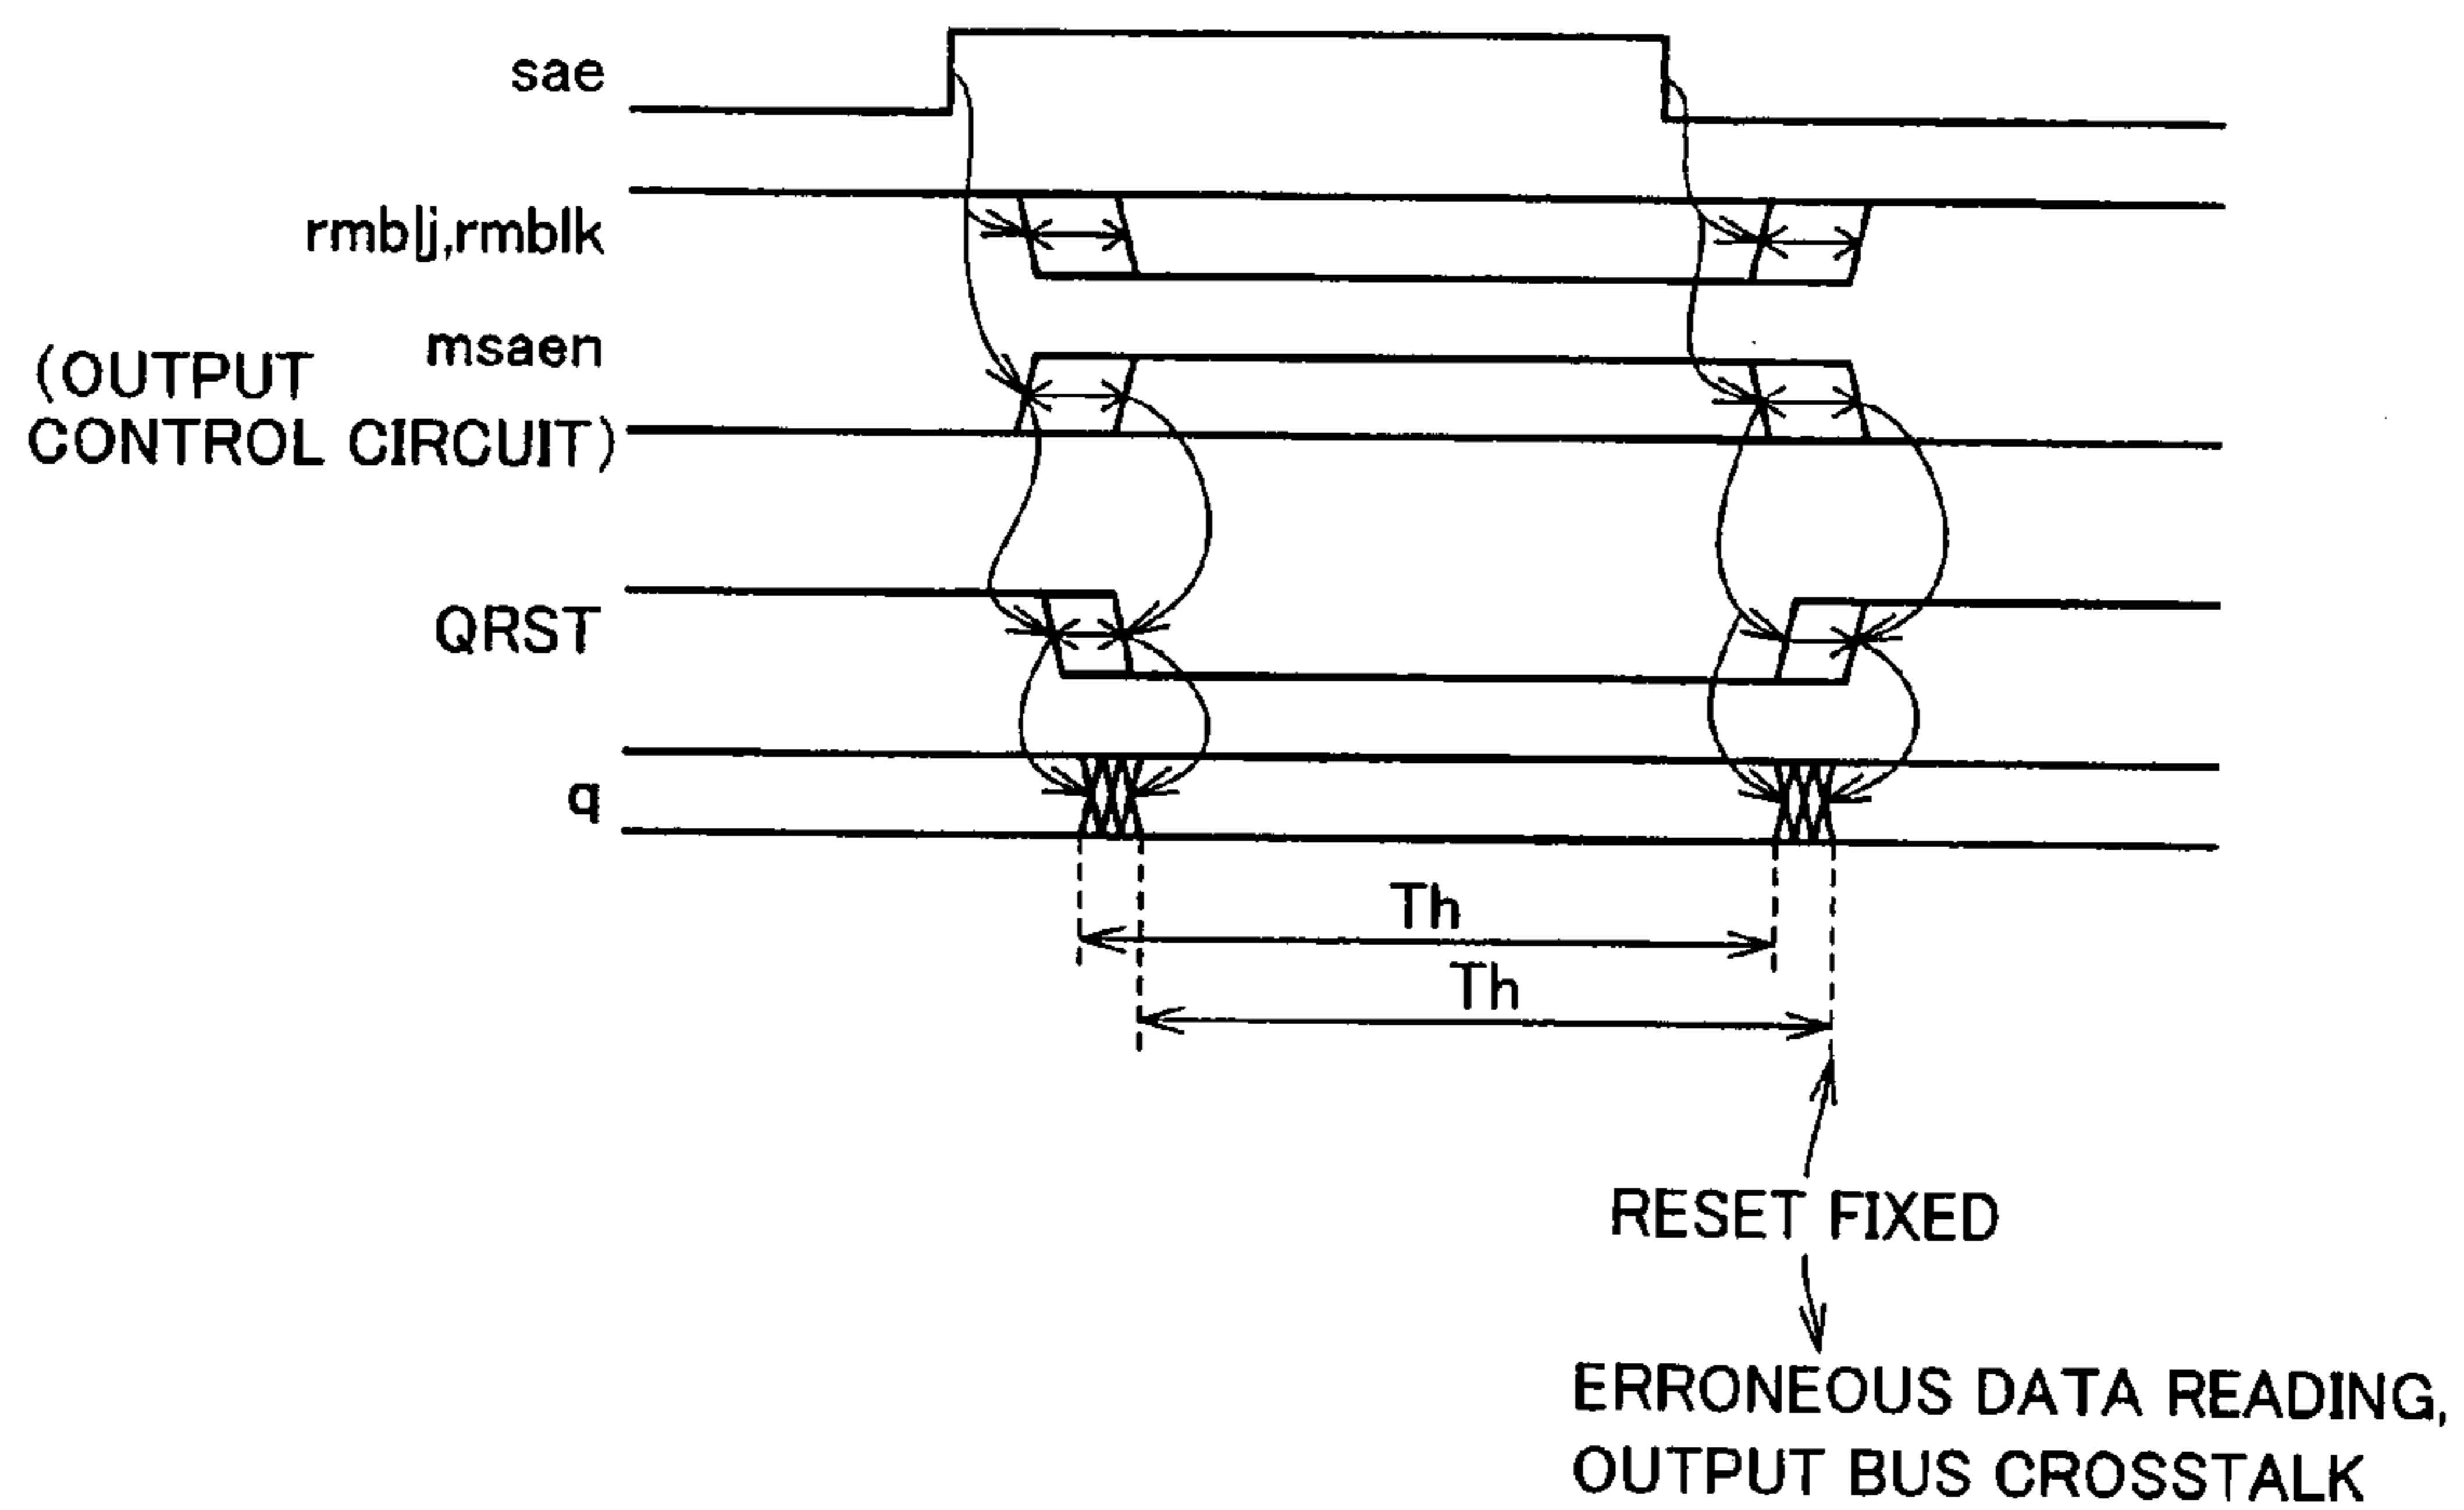 sae
rmblj,rmblk
msaen
(OUTPUT
CONTROL CIRCUIT)
QRST
q
Th
Th
RESET FIXED
ERRONEOUS DATA READING,
OUTPUT BUS CROSSTALK